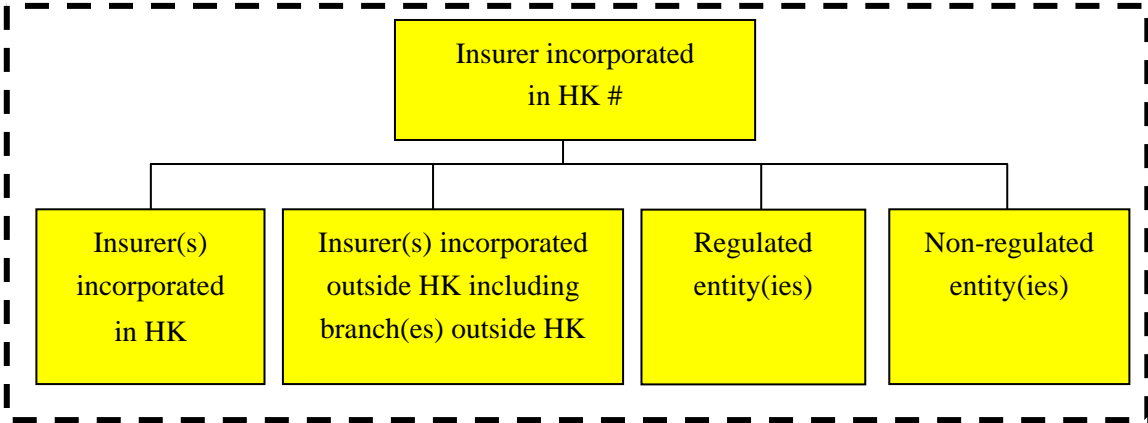 Insurer incorporated
in HK #
Insurer(s)
incorporated
in HK
Insurer(s) incorporated
outside HK including
branch(es) outside HK
Regulated
entity(ies)
Non-regulated
entity(ies)